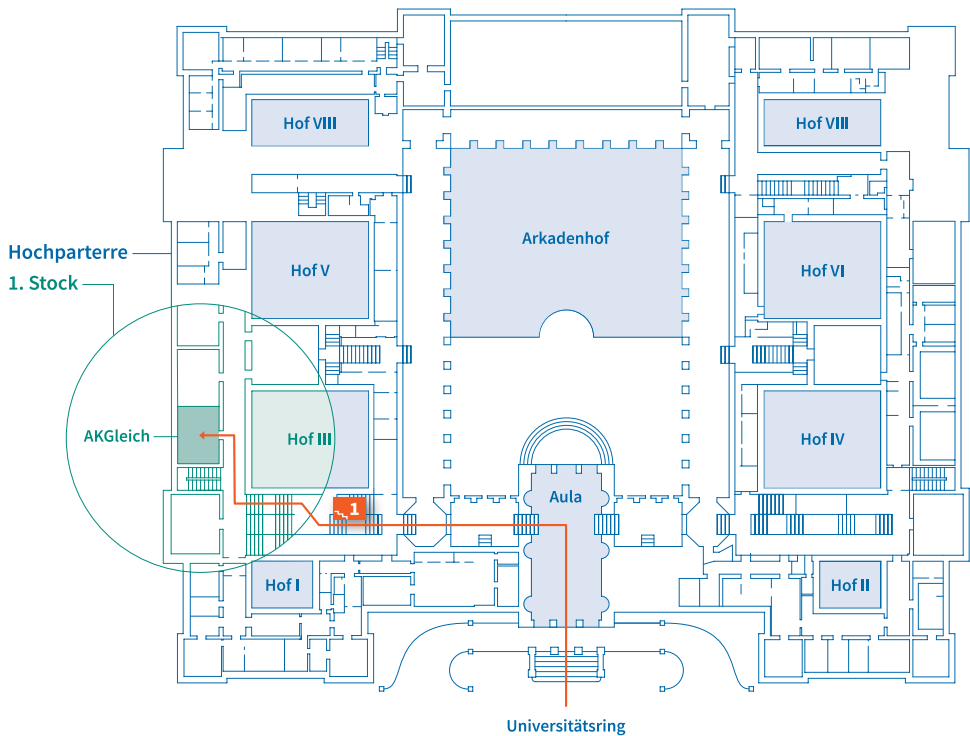 Hof VIII
Hof VIII
Arkadenhof
Hochparterre
Hof V
Hof VI
1. Stock
AKGleich
Hof III
Hof IV
Aula
1
Hof I
Hof II
Universitätsring